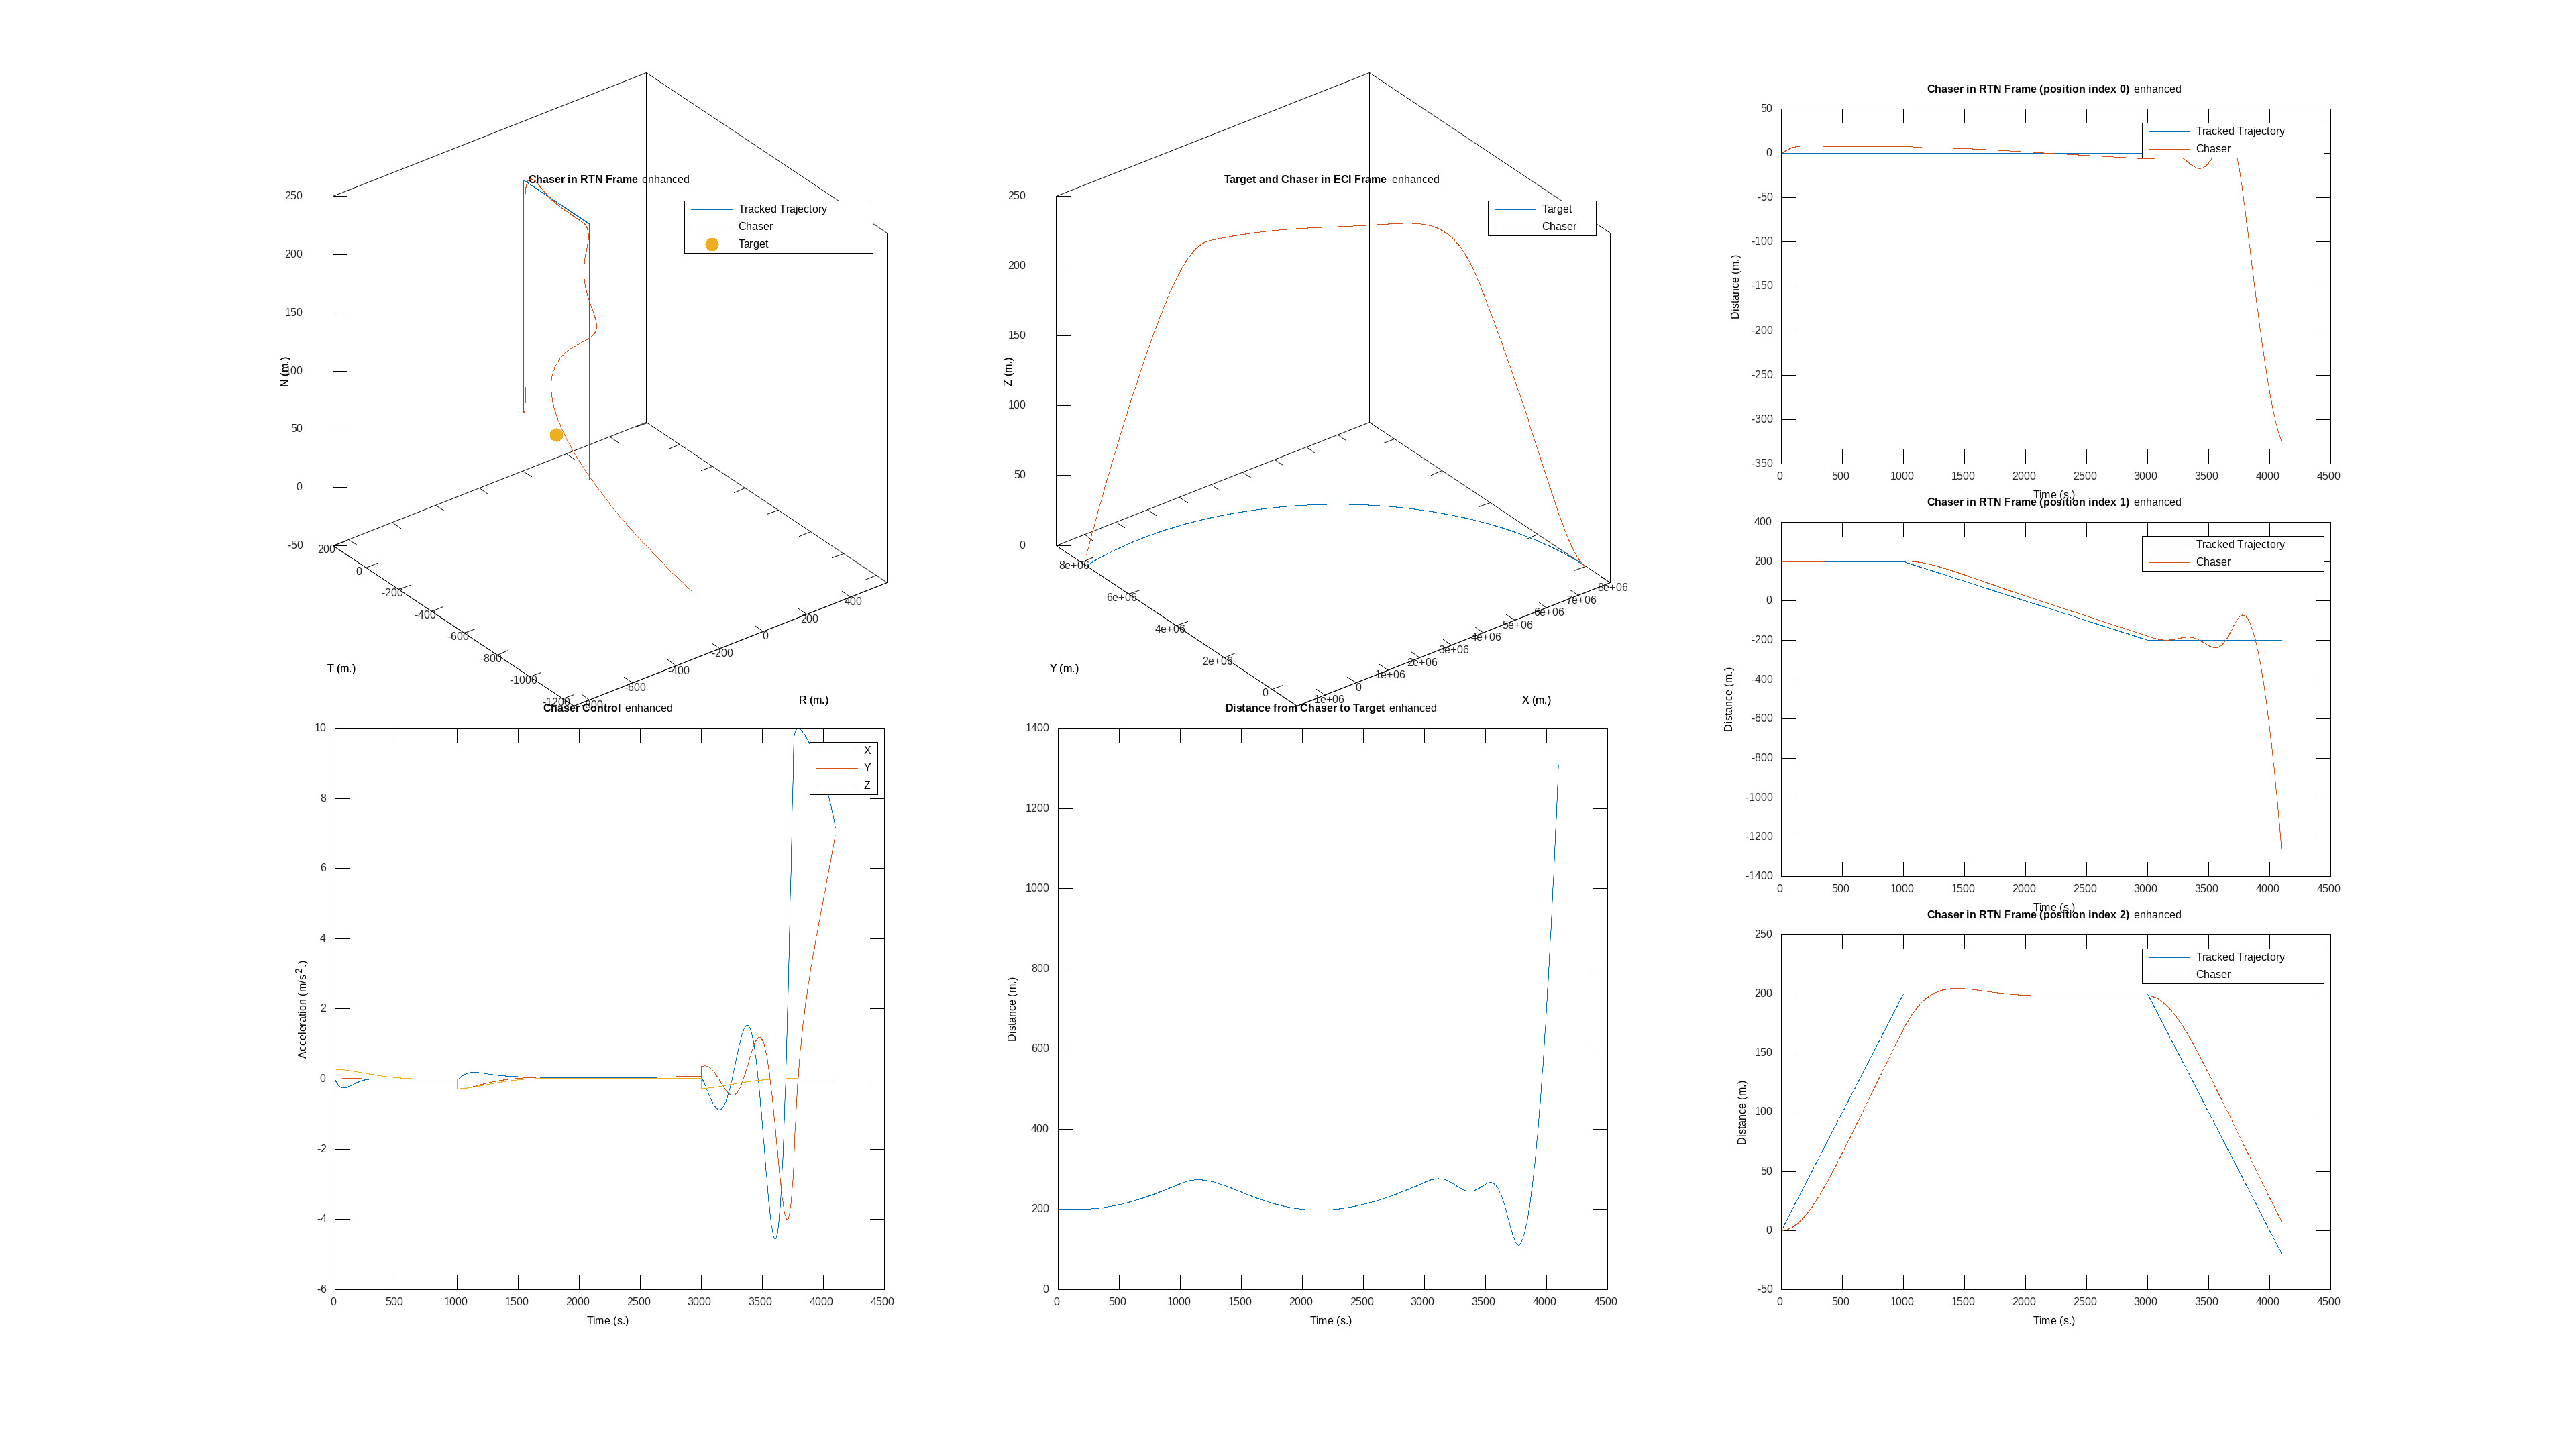 Chaser in RTN Frame enhanced
Tracked Trajectory
Chaser
Target
250
200
150
100
50
0
-50
N (m.)
200
0
-200
-400
-600
-800
-1000
-1200
T (m.)
-800
-600
-400
-200
0
200
400
R (m.)
Target and Chaser in ECI Frame enhanced
Target
Chaser
250
200
150
100
50
0
Z (m.)
8e+06
6e+06
4e+06
2e+06
0
Y (m.)
1e+06
0
1e+06
2e+06
3e+06
4e+06
5e+06
6e+06
7e+06
8e+06
X (m.)
Chaser in RTN Frame (position index 0) enhanced
Tracked Trajectory
Chaser
50
0
-50
-100
-150
-200
-250
-300
-350
Distance (m.)
0 500 1000 1500 2000 2500 3000 3500 4000 4500
Time (s.)
Chaser in RTN Frame (position index 1) enhanced
Tracked Trajectory
Chaser
400
200
0
-200
-400
-600
-800
-1000
-1200
-1400
Distance (m.)
0 500 1000 1500 2000 2500 3000 3500 4000 4500
Time (s.)
Chaser in RTN Frame (position index 2) enhanced
Tracked Trajectory
Chaser
250
200
150
100
50
0
-50
Distance (m.)
0 500 1000 1500 2000 2500 3000 3500 4000 4500
Time (s.)
Chaser Control enhanced
X
Y
Z
10
8
6
4
2
0
-2
-4
-6
Acceleration (m/s².)
0 500 1000 1500 2000 2500 3000 3500 4000 4500
Time (s.)
Distance from Chaser to Target enhanced
1400
1200
1000
800
600
400
200
0
Distance (m.)
0 500 1000 1500 2000 2500 3000 3500 4000 4500
Time (s.)